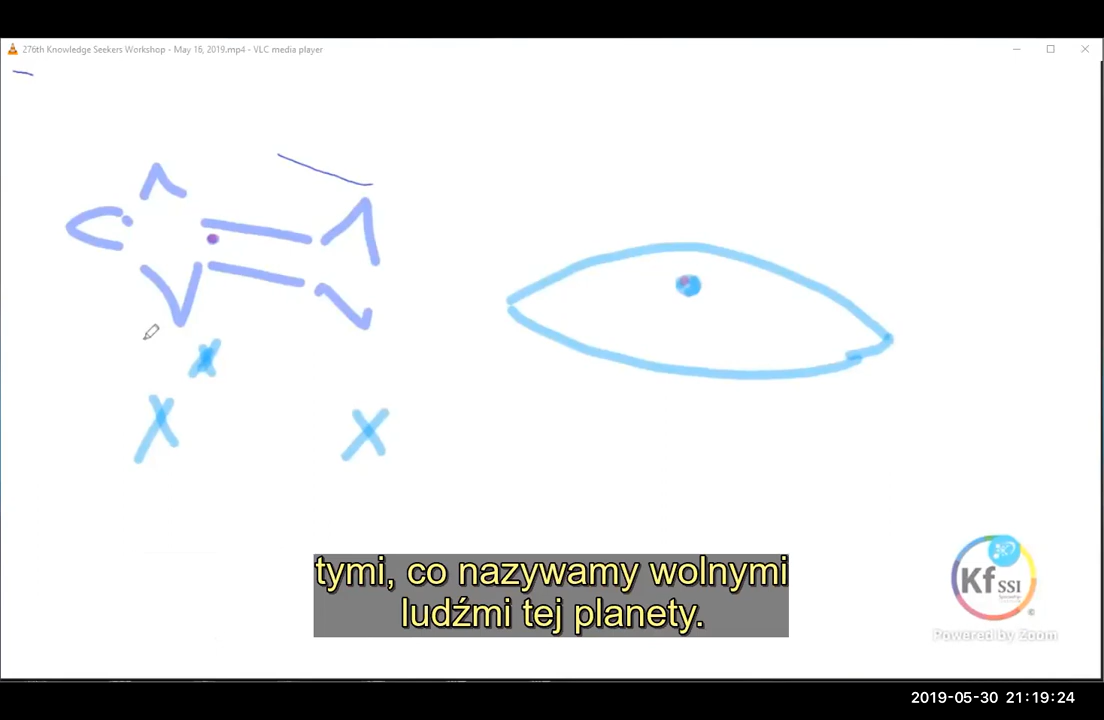 276th Knowledge Seekers Workshop - May 16, 2019.mp4 - VLC media player
X
X
X
tymi, co nazywamy wolnymi
ludźmi tej planety.
Kf SSI
©
Powered by Zoom
2019-05-30 21:19:24